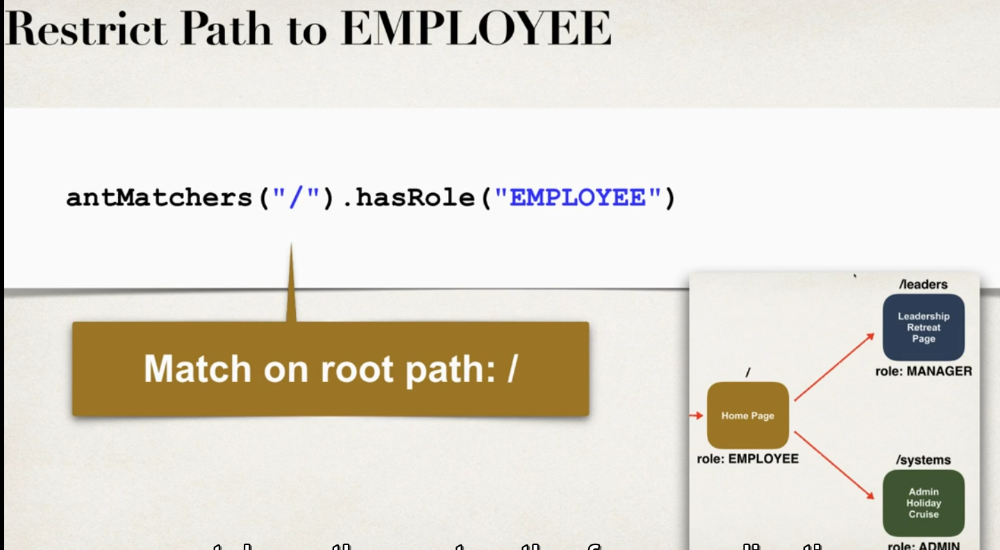 Restrict Path to EMPLOYEE
antMatchers("/").hasRole("EMPLOYEE")
Match on root path: /
/leaders
Leadership
Retreat
Page
role: MANAGER
/
Home Page
role: EMPLOYEE
/systems
Admin
Holiday
Cruise
role: ADMIN